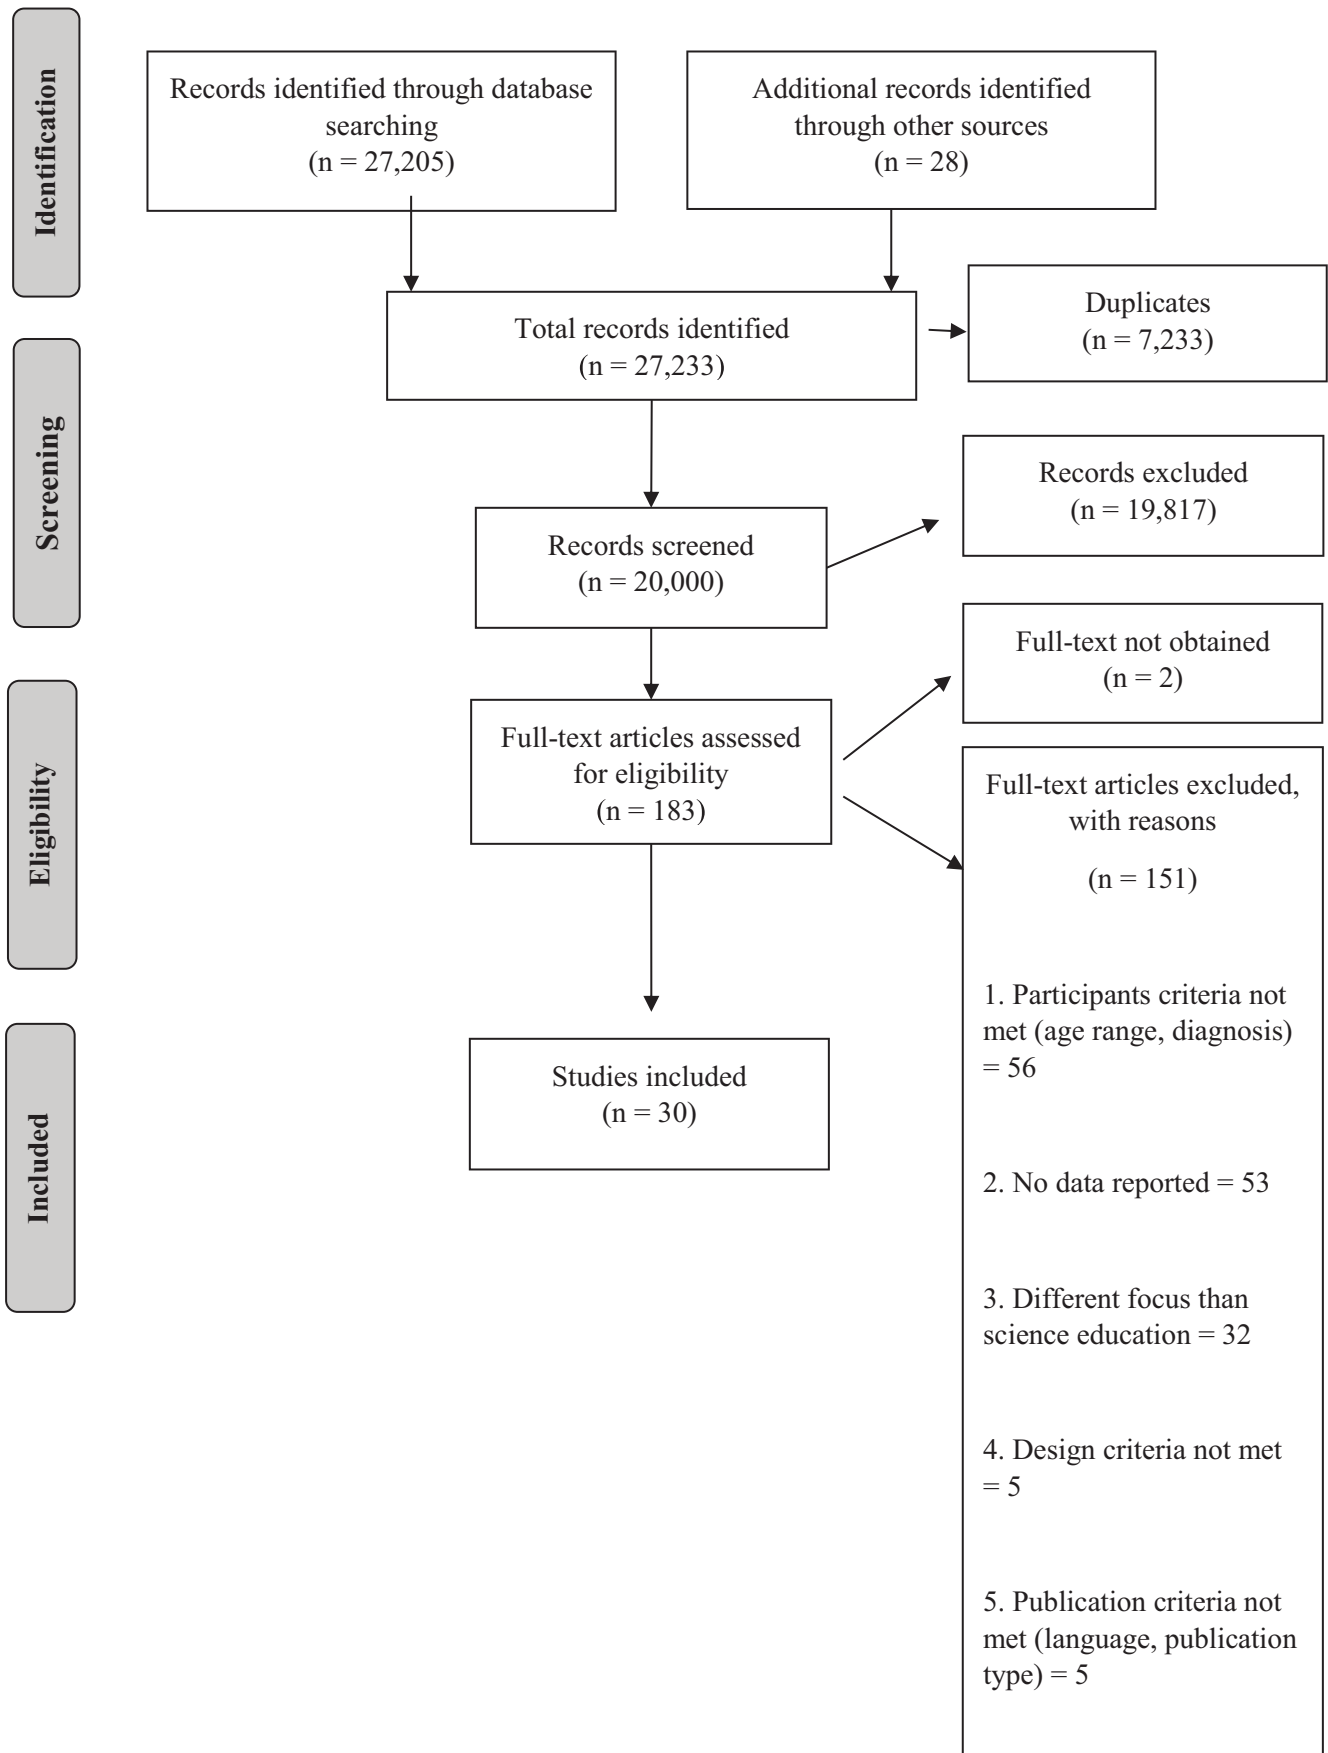 Identification
Records identified through database
searching
(n = 27,205)
Additional records identified
through other sources
(n = 28)
Total records identified
(n = 27,233)
Duplicates
(n = 7,233)
Screening
Records screened
(n = 20,000)
Records excluded
(n = 19,817)
Eligibility
Full-text articles assessed
for eligibility
(n = 183)
Full-text not obtained
(n = 2)
Full-text articles excluded,
with reasons
(n = 151)
1. Participants criteria not
met (age range, diagnosis)
= 56
2. No data reported = 53
3. Different focus than
science education = 32
4. Design criteria not met
= 5
5. Publication criteria not
met (language, publication
type) = 5
Included
Studies included
(n = 30)